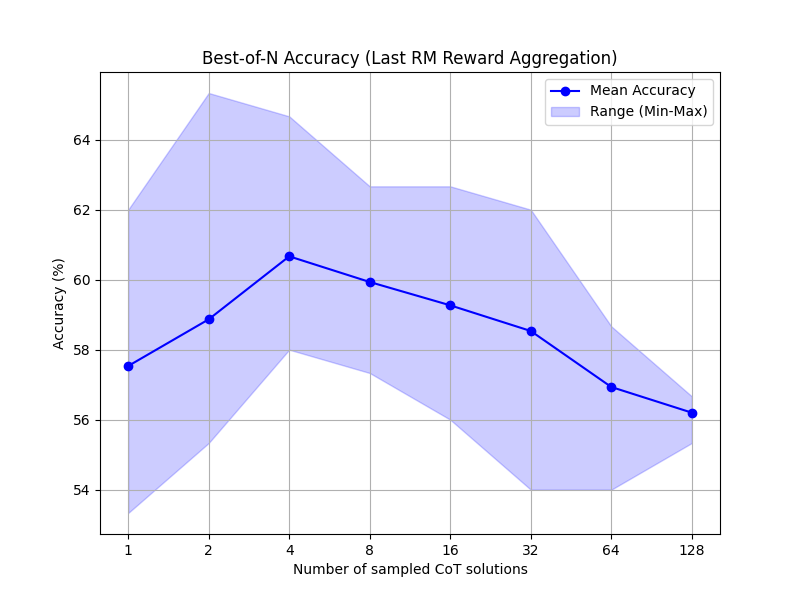 Best-of-N Accuracy (Last RM Reward Aggregation)
Mean Accuracy
Range (Min-Max)
Accuracy (%)
64
62
60
58
56
54
1 2 4 8 16 32 64 128
Number of sampled CoT solutions